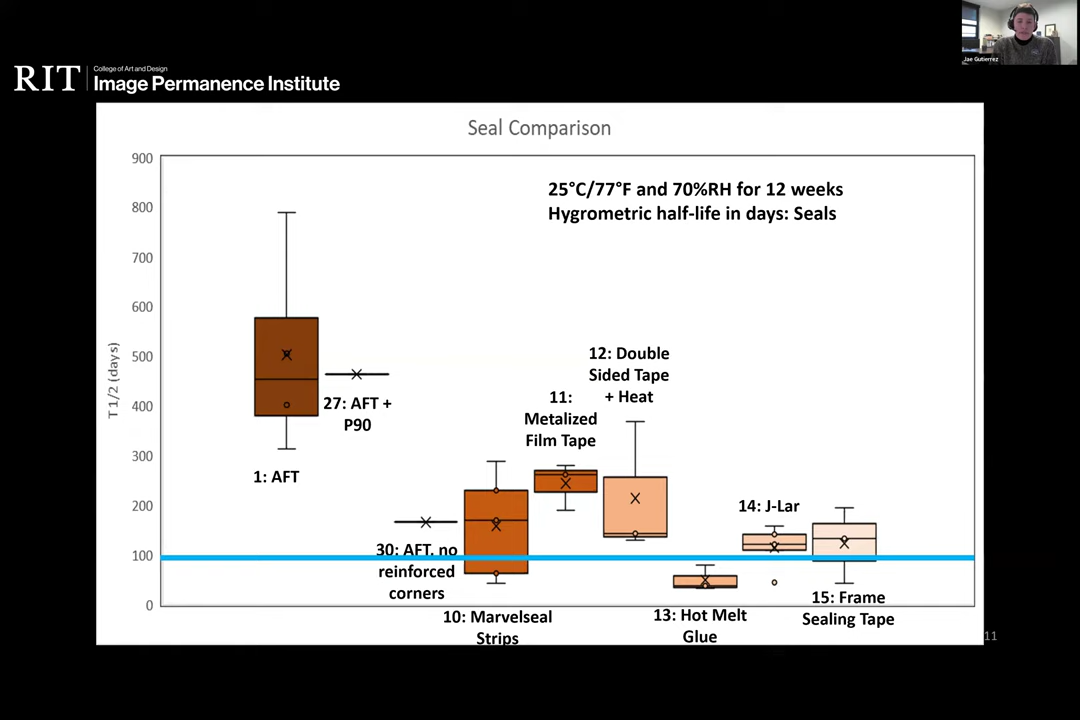 Jae Gutierrez
RIT
College of Art and Design
Image Permanence Institute
Seal Comparison
25°C/77°F and 70%RH for 12 weeks
Hygrometric half-life in days: Seals
T 1/2 (days)
900
800
700
600
500
400
300
200
100
0
1: AFT
27: AFT +
P90
30: AFT, no
reinforced
corners
10: Marvelseal
Strips
11:
Metalized
Film Tape
12: Double
Sided Tape
+ Heat
13: Hot Melt
Glue
14: J-Lar
15: Frame
Sealing Tape
11